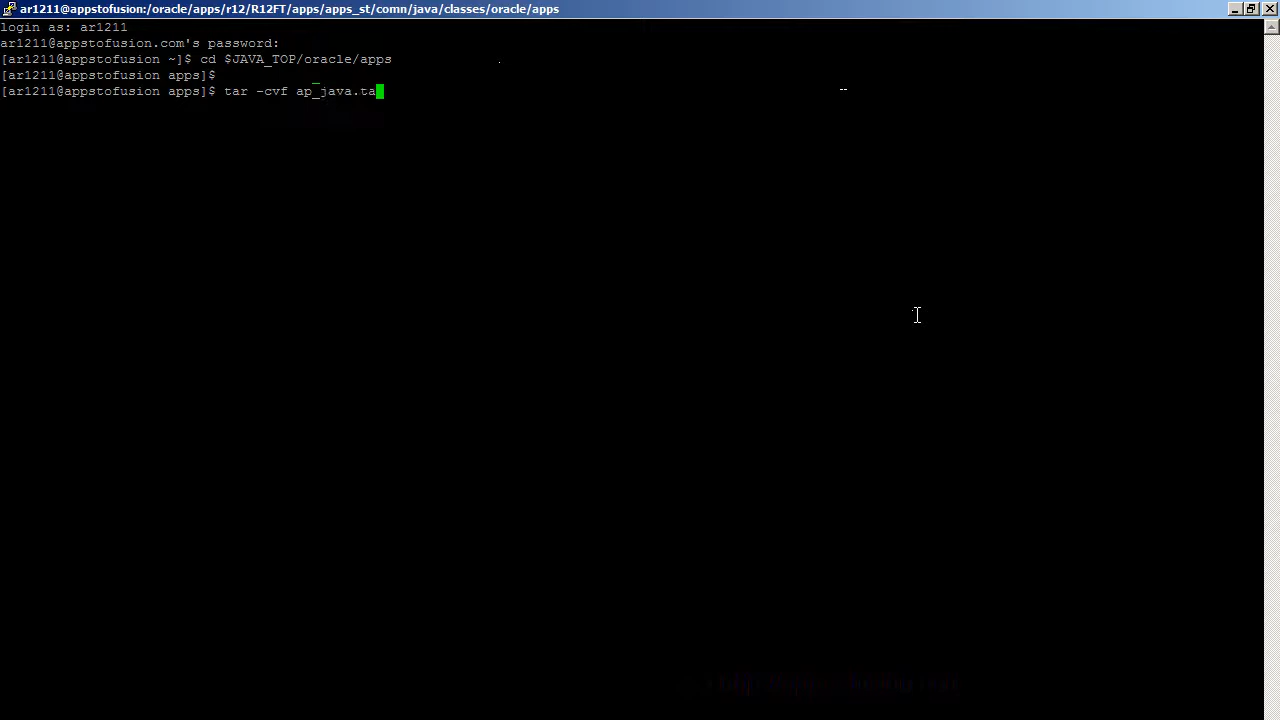 ar1211@appstofusion:/oracle/apps/r12/R12FT/apps/apps_st/comn/java/classes/oracle/apps
login as: ar1211
ar1211@appstofusion.com's password:
[ar1211@appstofusion ~]$ cd $JAVA_TOP/oracle/apps
[ar1211@appstofusion apps]$
[ar1211@appstofusion apps]$ tar -cvf ap_java.ta